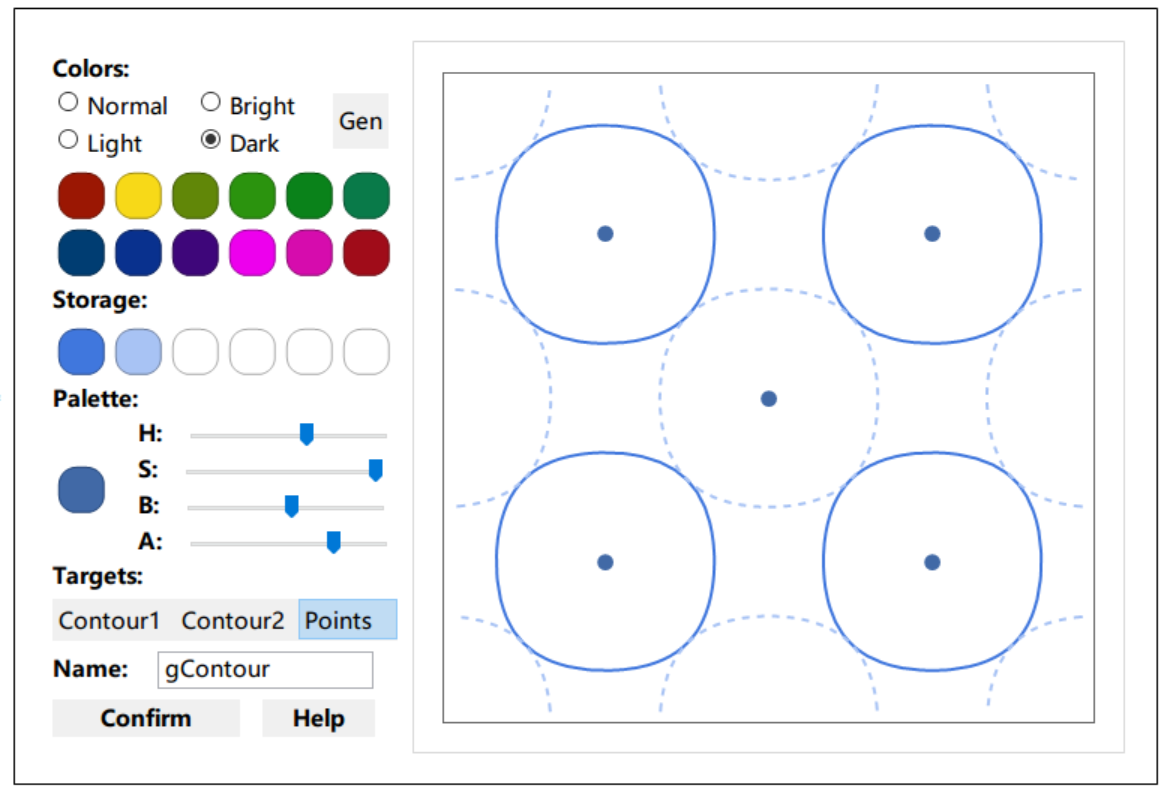 Colors:
Normal Bright
Gen
Light Dark
Storage:
Palette:
H:
S:
B:
A:
Targets:
Contour1 Contour2 Points
Name: gContour
Confirm Help